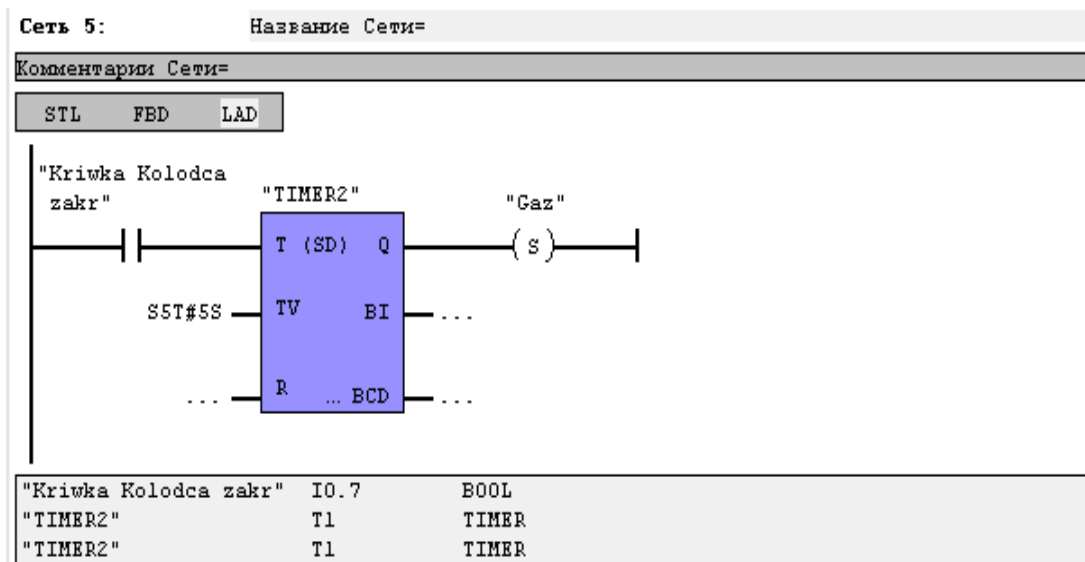 Сеть 5: Название Сети=
Комментарии Сети=
STL FBD LAD
"Kriwka Kolodca
zakr"
"TIMER2"
"Gaz"
T (SD) Q
( S )
S5T#5S TV BI ...
... R ... BCD ...
"Kriwka Kolodca zakr" I0.7 BOOL
"TIMER2" T1 TIMER
"TIMER2" T1 TIMER